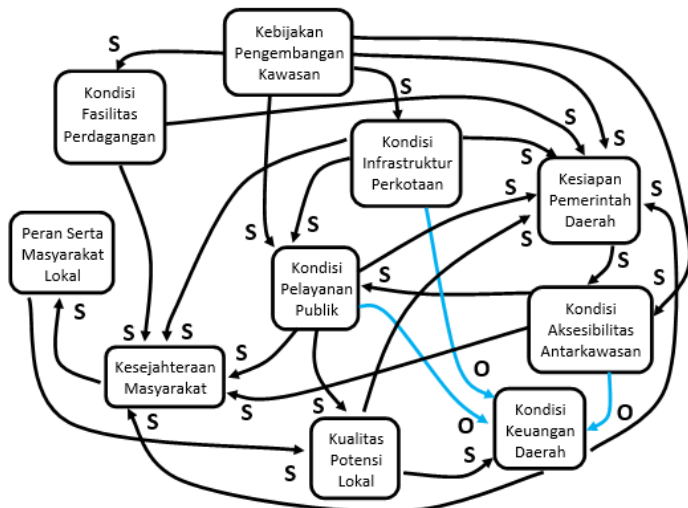 Kebijakan
Pengembangan
Kawasan
S
S
Kondisi
Fasilitas
Perdagangan
S
S
S
Kondisi
Infrastruktur
Perkotaan
S
Kesiapan
Pemerintah
Daerah
S
S
S
S
S
Peran Serta
Masyarakat
Lokal
S
Kondisi
Pelayanan
Publik
S
S
Kondisi
Aksesibilitas
Antarkawasan
S
S
S
S
Kesejahteraan
Masyarakat
S
S
S
O
O
O
Kondisi
Keuangan
Daerah
S
S
Kualitas
Potensi
Lokal
S
S